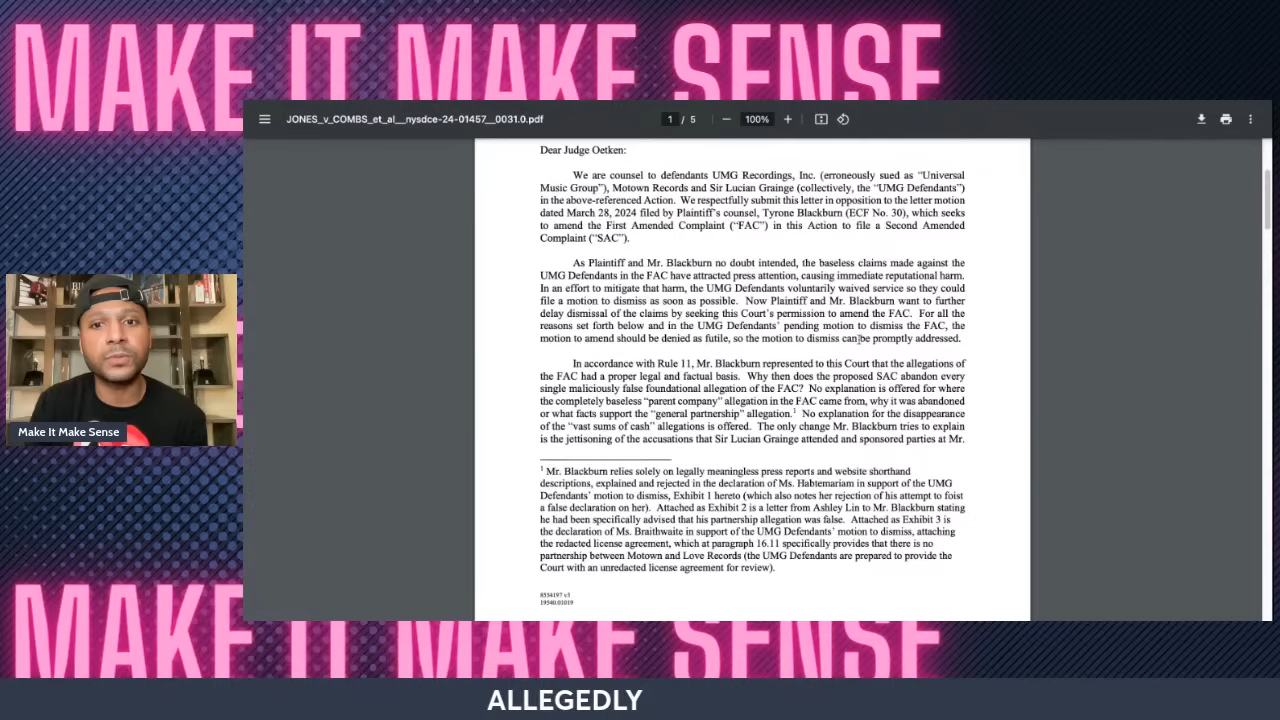 MAKE IT MAKE SENSE
JONES_v_COMBS_et_al__nysdce-24-01457__0031.0.pdf
1 / 5
100%
Dear Judge Oetken:
We are counsel to defendants UMG Recordings, Inc. (erroneously sued as “Universal
Music Group”), Motown Records and Sir Lucian Grainge (collectively, the “UMG Defendants”)
in the above-referenced Action. We respectfully submit this letter in opposition to the letter motion
dated March 28, 2024 filed by Plaintiff’s counsel, Tyrone Blackburn (ECF No. 30), which seeks
to amend the First Amended Complaint (“FAC”) in this Action to file a Second Amended
Complaint (“SAC”).
As Plaintiff and Mr. Blackburn no doubt intended, the baseless claims made against the
UMG Defendants in the FAC have attracted press attention, causing immediate reputational harm.
In an effort to mitigate that harm, the UMG Defendants voluntarily waived service so they could
file a motion to dismiss as soon as possible. Now Plaintiff and Mr. Blackburn want to further
delay dismissal of the claims by seeking this Court’s permission to amend the FAC. For all the
reasons set forth below and in the UMG Defendants’ pending motion to dismiss the FAC, the
motion to amend should be denied as futile, so the motion to dismiss can be promptly addressed.
In accordance with Rule 11, Mr. Blackburn represented to this Court that the allegations of
the FAC had a proper legal and factual basis. Why then does the proposed SAC abandon every
single maliciously false foundational allegation of the FAC? No explanation is offered for where
the completely baseless “parent company” allegation in the FAC came from, why it was abandoned
or what facts support the “general partnership” allegation.1 No explanation for the disappearance
of the “vast sums of cash” allegations is offered. The only change Mr. Blackburn tries to explain
is the jettisoning of the accusations that Sir Lucian Grainge attended and sponsored parties at Mr.
1 Mr. Blackburn relies solely on legally meaningless press reports and website shorthand
descriptions, explained and rejected in the declaration of Ms. Habtemariam in support of the UMG
Defendants’ motion to dismiss, Exhibit 1 hereto (which also notes her rejection of his attempt to foist
a false declaration on her). Attached as Exhibit 2 is a letter from Ashley Lin to Mr. Blackburn stating
he had been specifically advised that his partnership allegation was false. Attached as Exhibit 3 is
the declaration of Ms. Braithwaite in support of the UMG Defendants’ motion to dismiss, attaching
the redacted license agreement, which at paragraph 16.11 specifically provides that there is no
partnership between Motown and Love Records (the UMG Defendants are prepared to provide the
Court with an unredacted license agreement for review).
8534197 v3
19540.01019
Make It Make Sense
MAKE IT MAKE SENSE
ALLEGEDLY